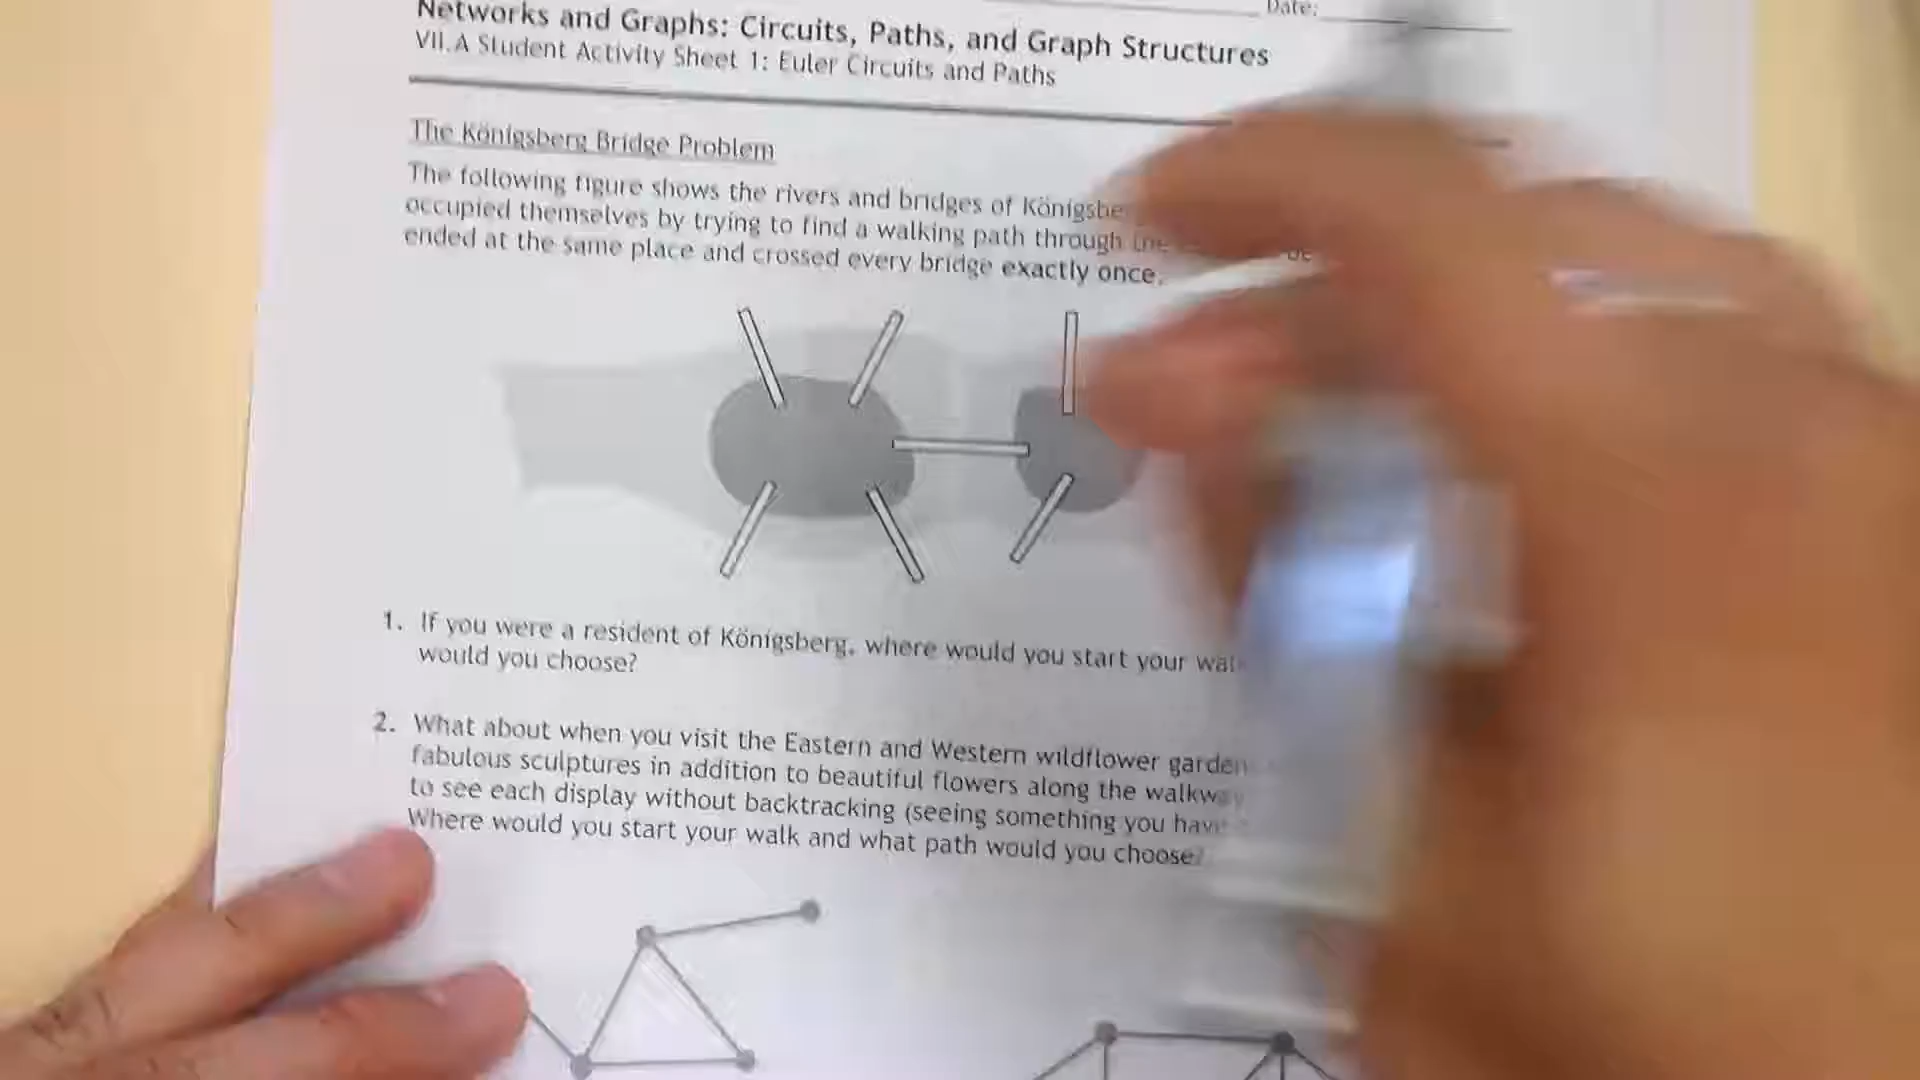 Date:
Networks and Graphs: Circuits, Paths, and Graph Structures
VII.A Student Activity Sheet 1: Euler Circuits and Paths
The Königsberg Bridge Problem
The following figure shows the rivers and bridges of
occupied themselves by trying to find a walking path through the
ended at the same place and crossed every bridge exactly once.
1. If you were a resident of Königsberg, where would you start your
would you choose?
2. What about when you visit the Eastern and Western wildflower
fabulous sculptures in addition to beautiful flowers along the
to see each display without backtracking (seeing something you have
Where would you start your walk and what path would you choose?